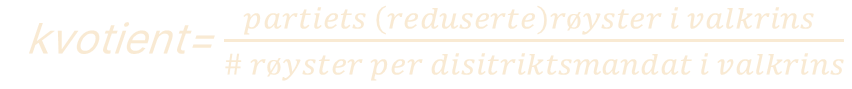 kvotient= partiets (reduserte)røyster i valkrins
# røyster per disitriktsmandat i valkrins